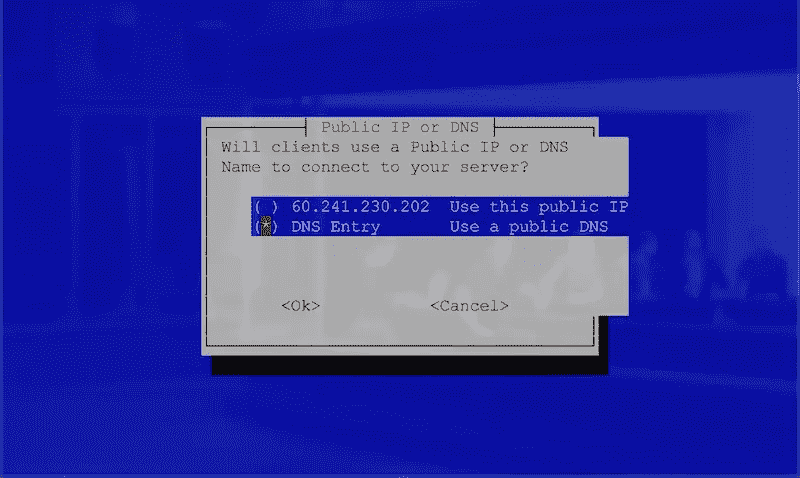 Public IP or DNS
Will clients use a Public IP or DNS
Name to connect to your server?
( ) 60.241.230.202 Use this public IP
(*) DNS Entry Use a public DNS
<Ok> <Cancel>